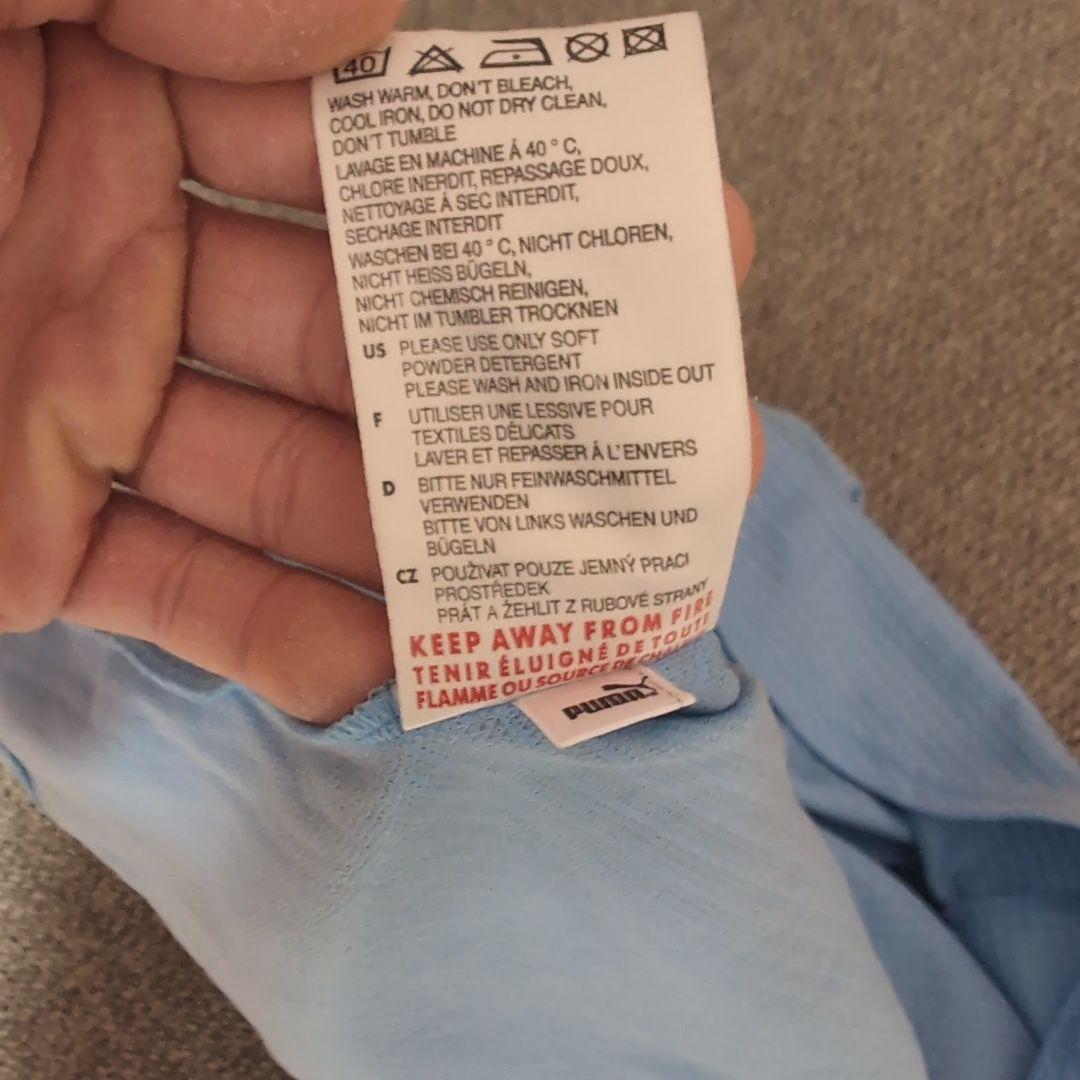 40
WASH WARM, DON'T BLEACH,
COOL IRON, DO NOT DRY CLEAN,
DON'T TUMBLE
LAVAGE EN MACHINE Á 40 ° C,
CHLORE INERDIT, REPASSAGE DOUX,
NETTOYAGE Á SEC INTERDIT,
SECHAGE INTERDIT
WASCHEN BEI 40 ° C, NICHT CHLOREN,
NICHT HEISS BÜGELN,
NICHT CHEMISCH REINIGEN,
NICHT IM TUMBLER TROCKNEN
US PLEASE USE ONLY SOFT
POWDER DETERGENT
PLEASE WASH AND IRON INSIDE OUT
F UTILISER UNE LESSIVE POUR
TEXTILES DÉLICATS
LAVER ET REPASSER Á L'ENVERS
D BITTE NUR FEINWASCHMITTEL
VERWENDEN
BITTE VON LINKS WASCHEN UND
BÜGELN
CZ POUŽIVAT POUZE JEMNÝ PRACI
PROSTŘEDEK
PRÁT A ŽEHLIT Z RUBOVÉ STRANY
KEEP AWAY FROM FIRE
TENIR ÉLUIGNÉ DE TOUTE
FLAMME OU SOURCE DE
PUMA